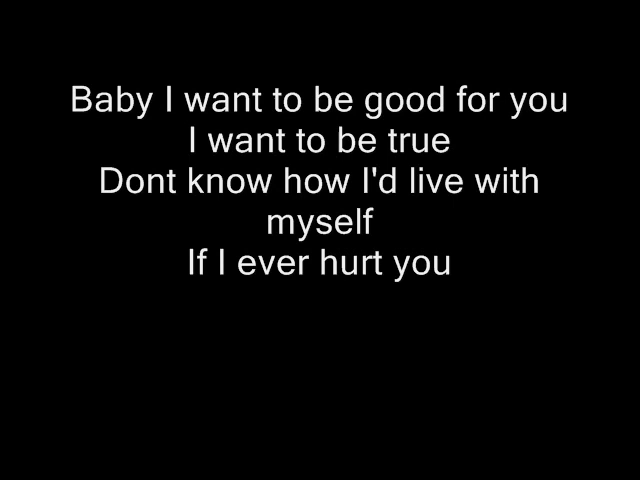 Baby I want to be good for you
I want to be true
Dont know how I'd live with
myself
If I ever hurt you